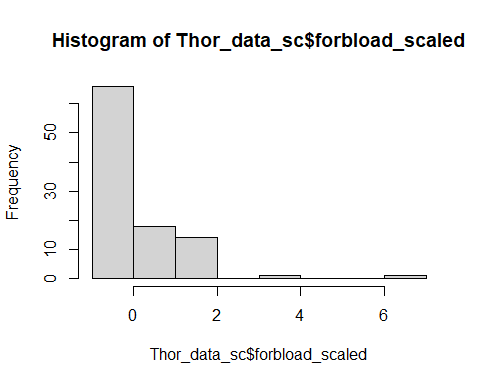 Histogram of Thor_data_sc$forbload_scaled
Frequency
50
30
10
0
0 2 4 6
Thor_data_sc$forbload_scaled